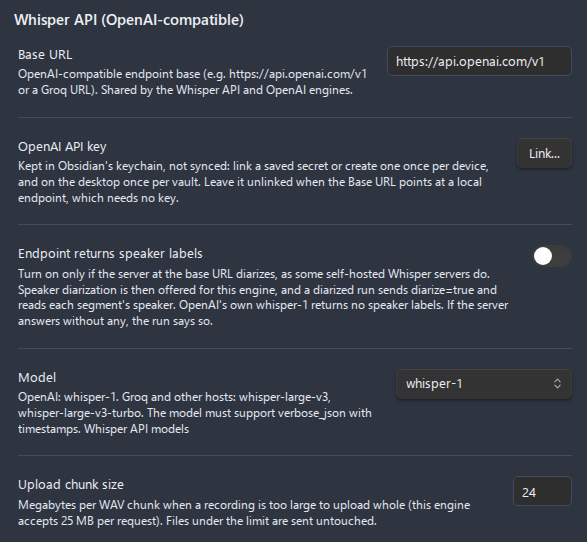 Whisper API (OpenAI-compatible)
Base URL
OpenAI-compatible endpoint base (e.g. https://api.openai.com/v1
or a Groq URL). Shared by the Whisper API and OpenAI engines.
https://api.openai.com/v1
OpenAI API key
Kept in Obsidian's keychain, not synced: link a saved secret or create one once per device,
and on the desktop once per vault. Leave it unlinked when the Base URL points at a local
endpoint, which needs no key.
Link...
Endpoint returns speaker labels
Turn on only if the server at the base URL diarizes, as some self-hosted Whisper servers do.
Speaker diarization is then offered for this engine, and a diarized run sends diarize=true and
reads each segment's speaker. OpenAI's own whisper-1 returns no speaker labels. If the server
answers without any, the run says so.
Model
OpenAI: whisper-1. Groq and other hosts: whisper-large-v3,
whisper-large-v3-turbo. The model must support verbose_json with
timestamps. Whisper API models
whisper-1
Upload chunk size
Megabytes per WAV chunk when a recording is too large to upload whole (this engine
accepts 25 MB per request). Files under the limit are sent untouched.
24